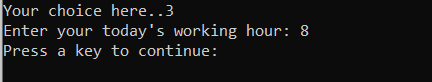 Your choice here..3
Enter your today's working hour: 8
Press a key to continue: